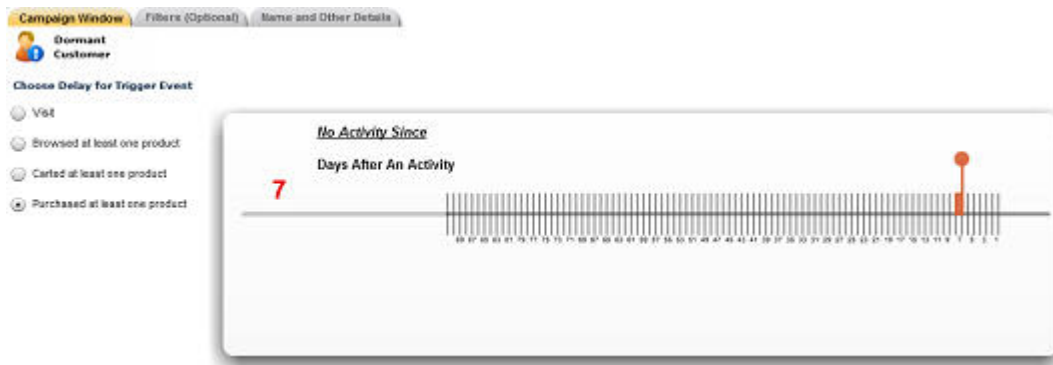 Campaign Window
Filters (Optional)
Name and Other Details
Dormant
Customer
Choose Delay for Trigger Event
Visit
Browsed at least one product
Carted at least one product
Purchased at least one product
No Activity Since
Days After An Activity
7